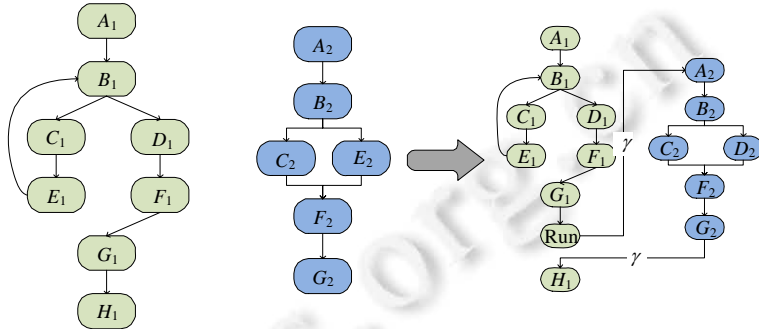 A₁
B₁
C₁ D₁
E₁ F₁
G₁
H₁
A₂
B₂
C₂ E₂
F₂
G₂
A₁
B₁
C₁ D₁
E₁ F₁
G₁
Run
H₁
γ
A₂
B₂
C₂ D₂
F₂
G₂
γ